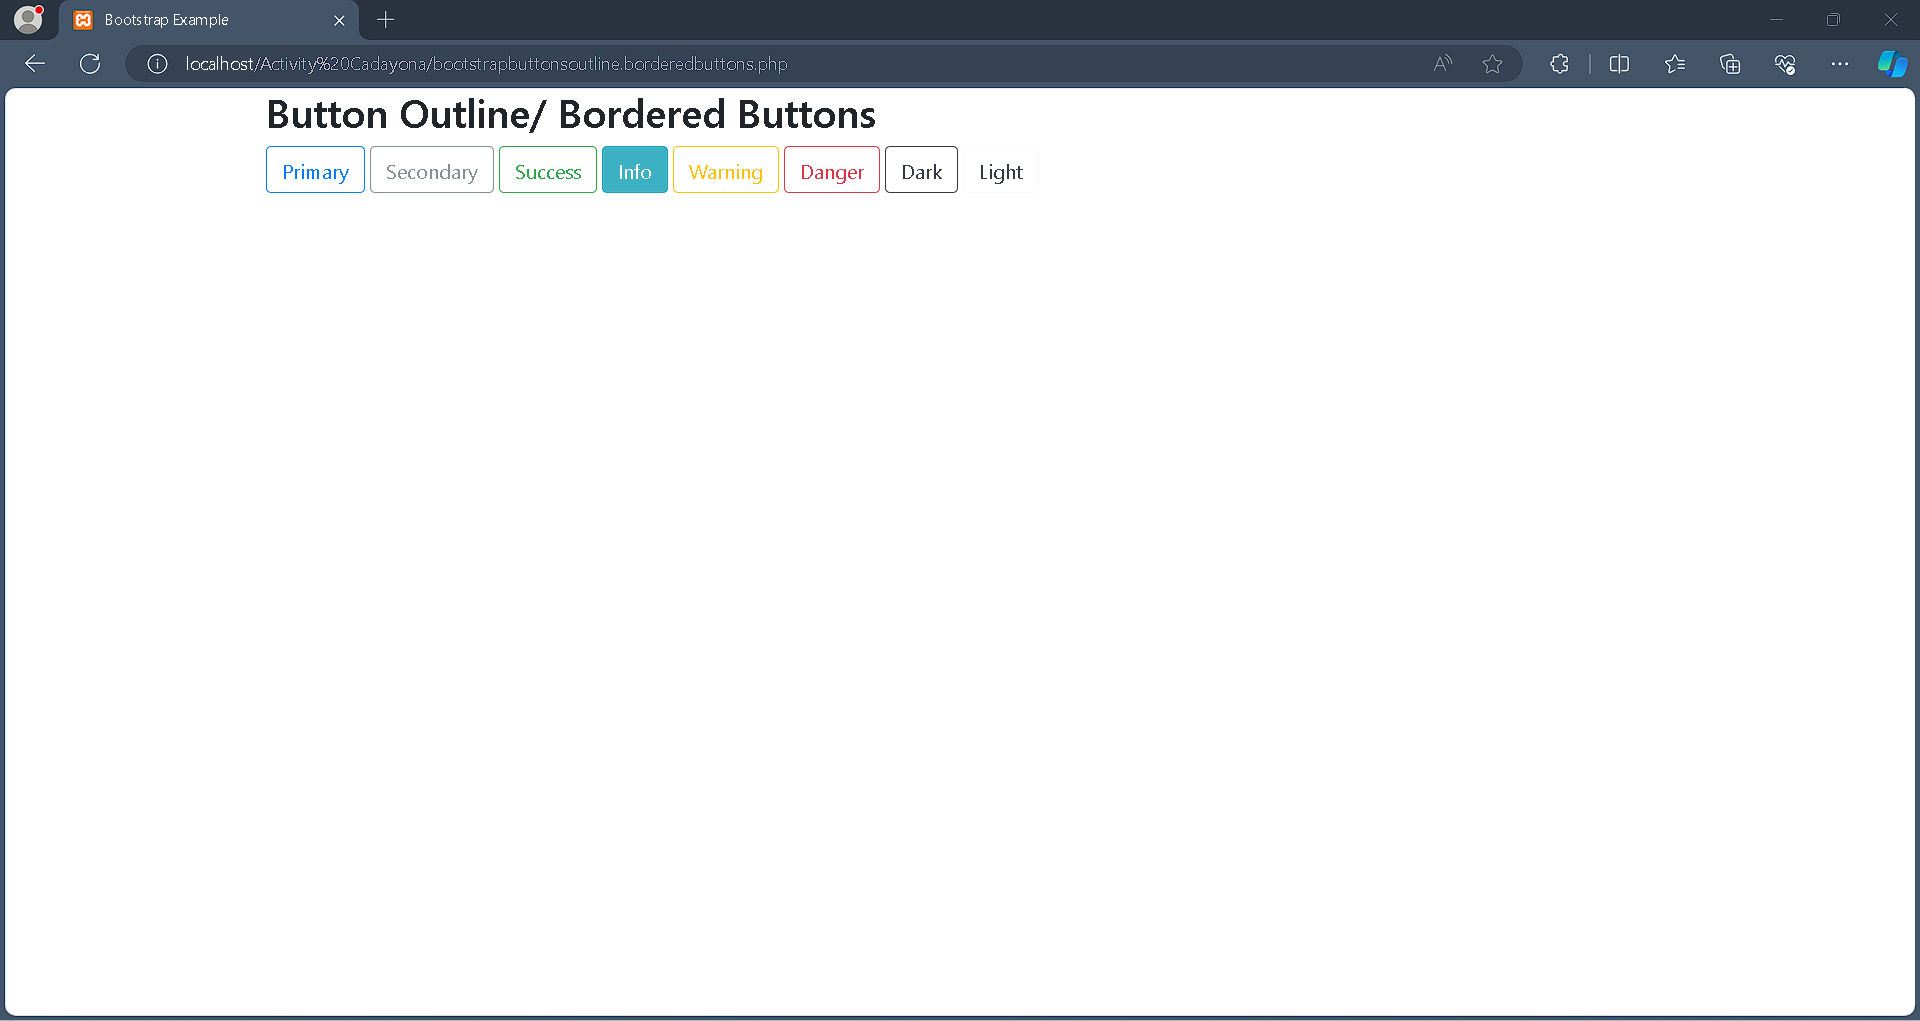 Bootstrap Example
localhost/Activity%20Cadayona/bootstrapbuttonsoutline.borderedbuttons.php
Button Outline/ Bordered Buttons
Primary Secondary Success Info Warning Danger Dark Light